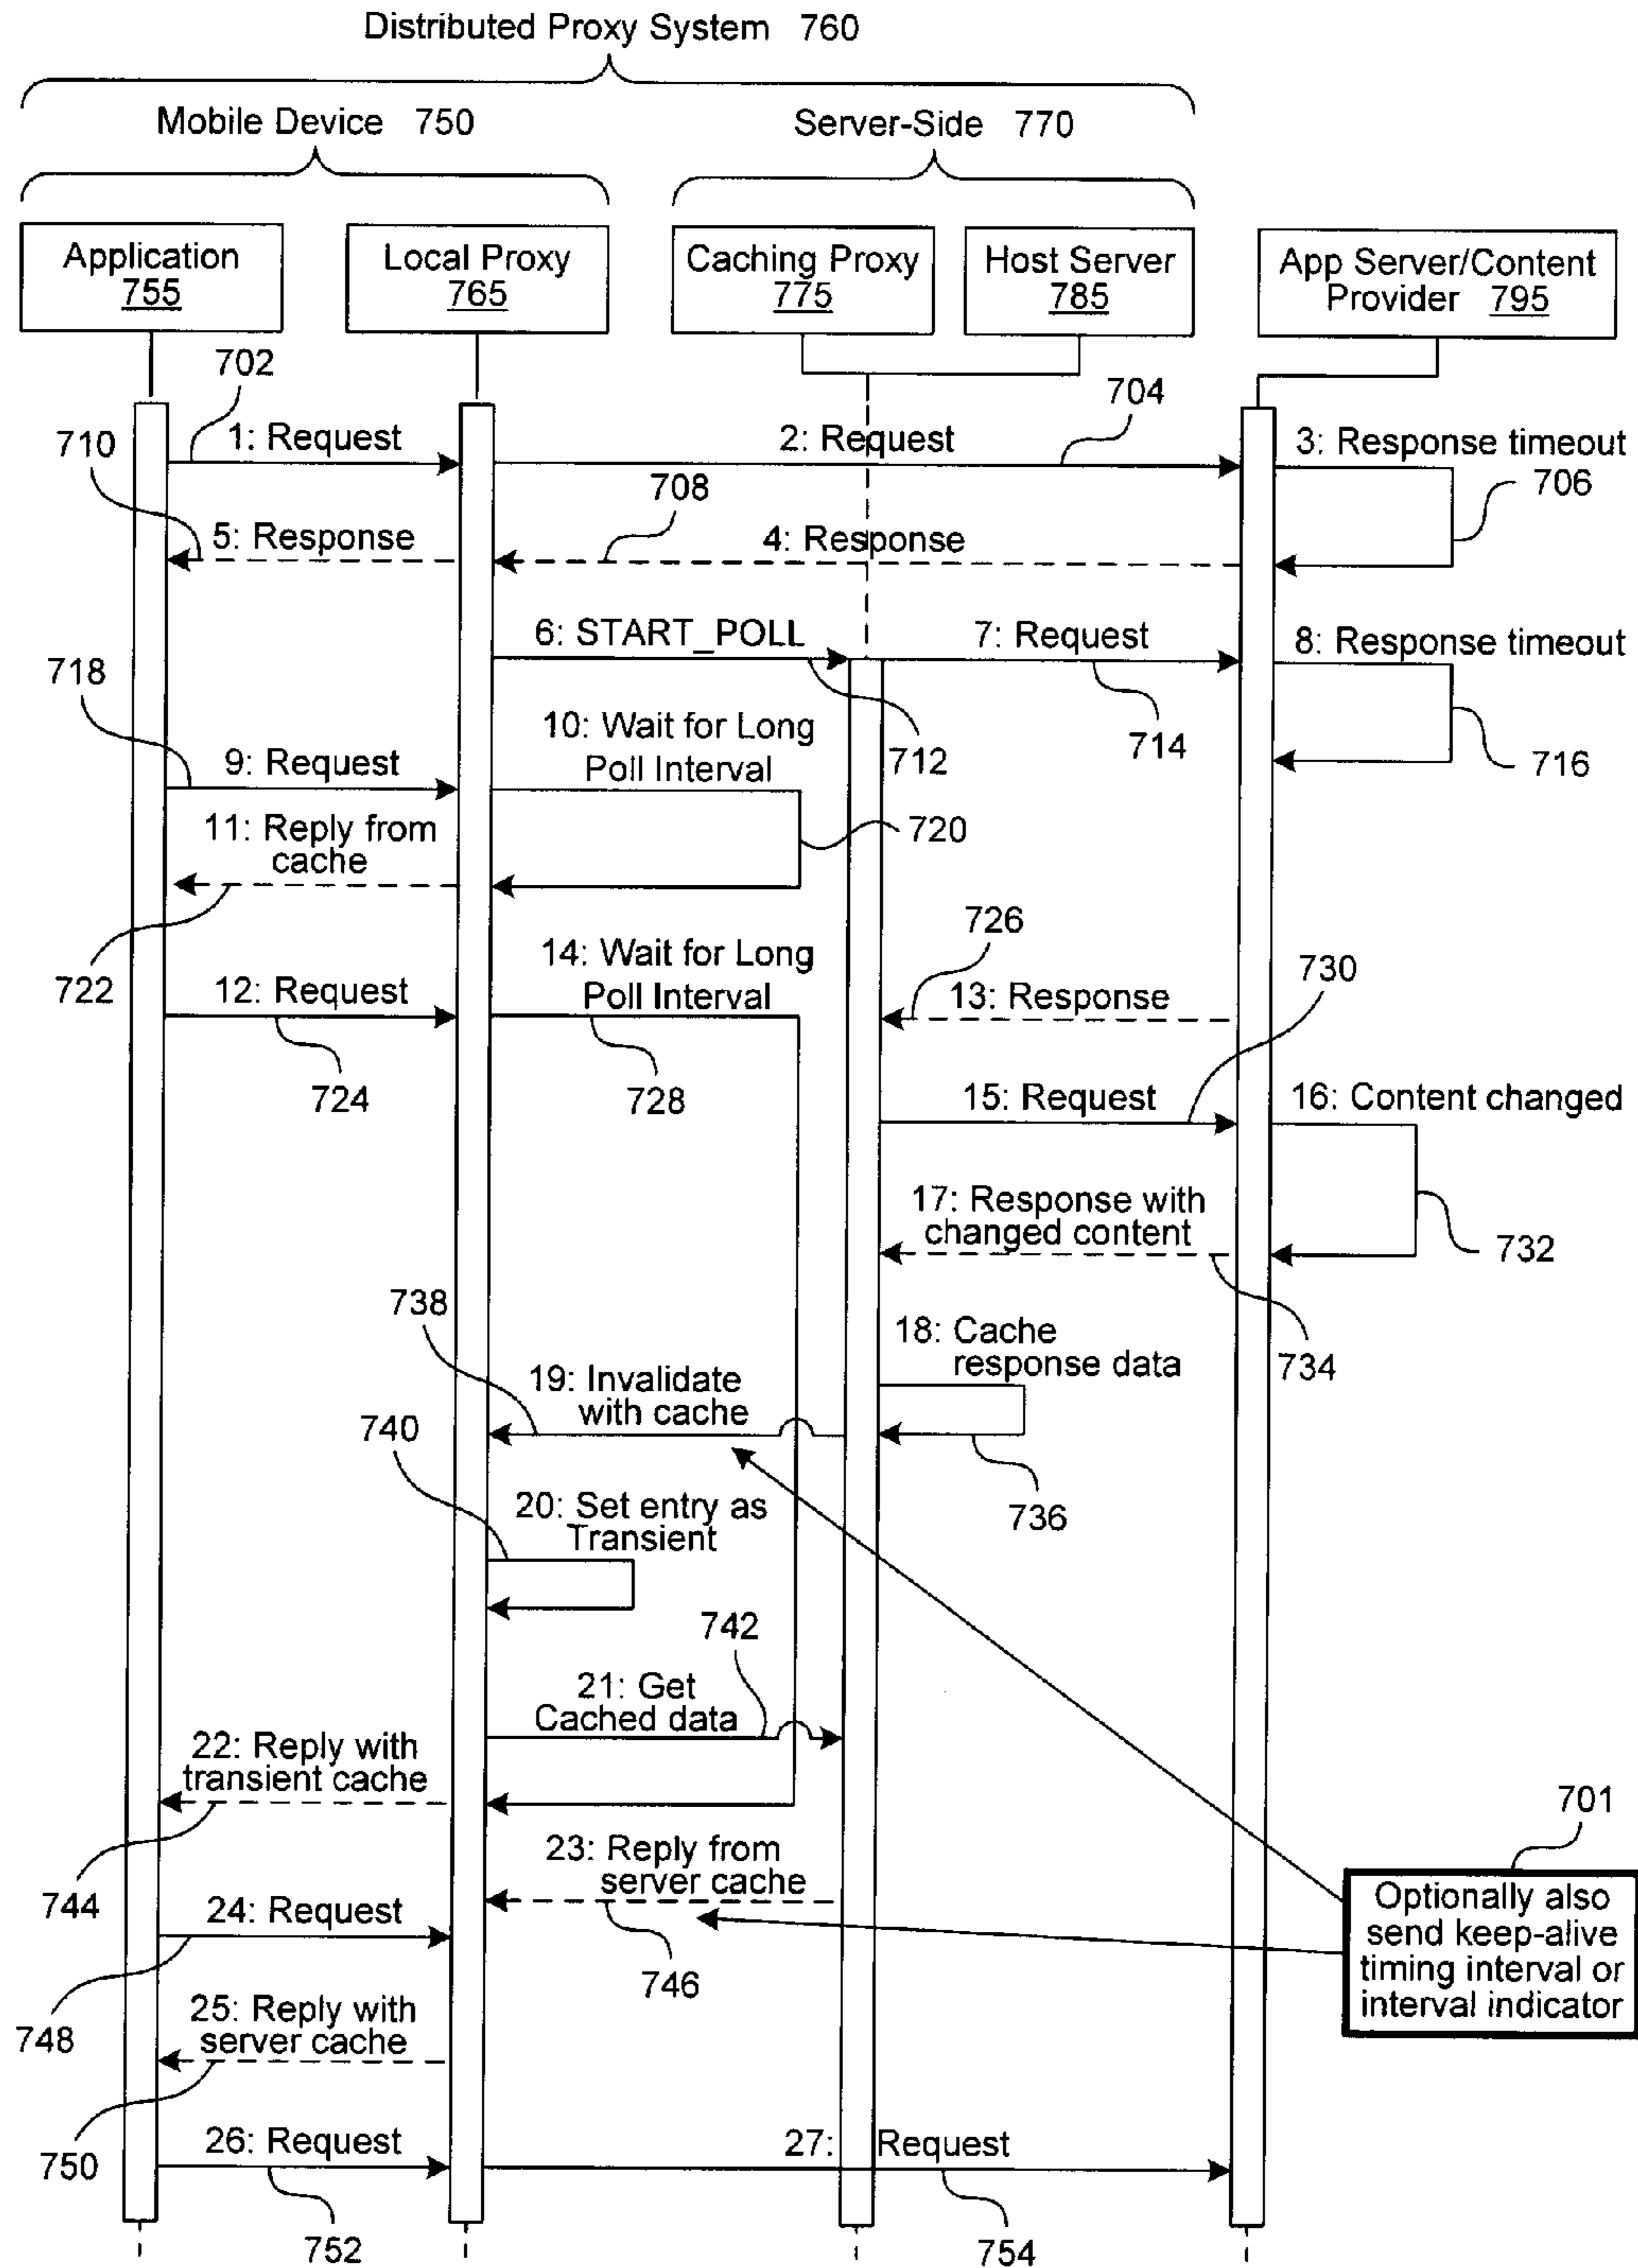 Distributed Proxy System 760
Mobile Device 750
Server-Side 770
Application
755
Local Proxy
765
Caching Proxy
775
Host Server
785
App Server/Content
Provider 795
702
704
1: Request
2: Request
3: Response timeout
710
708
706
5: Response
4: Response
6: START_POLL
7: Request
8: Response timeout
718
712
714
716
9: Request
10: Wait for Long
Poll Interval
11: Reply from
cache
720
722
726
730
12: Request
14: Wait for Long
Poll Interval
13: Response
724
728
15: Request
16: Content changed
17: Response with
changed content
732
738
734
18: Cache
response data
19: Invalidate
with cache
740
736
20: Set entry as
Transient
742
21: Get
Cached data
22: Reply with
transient cache
701
744
23: Reply from
server cache
Optionally also
send keep-alive
timing interval or
interval indicator
24: Request
746
748
25: Reply with
server cache
750
26: Request
27: Request
752
754